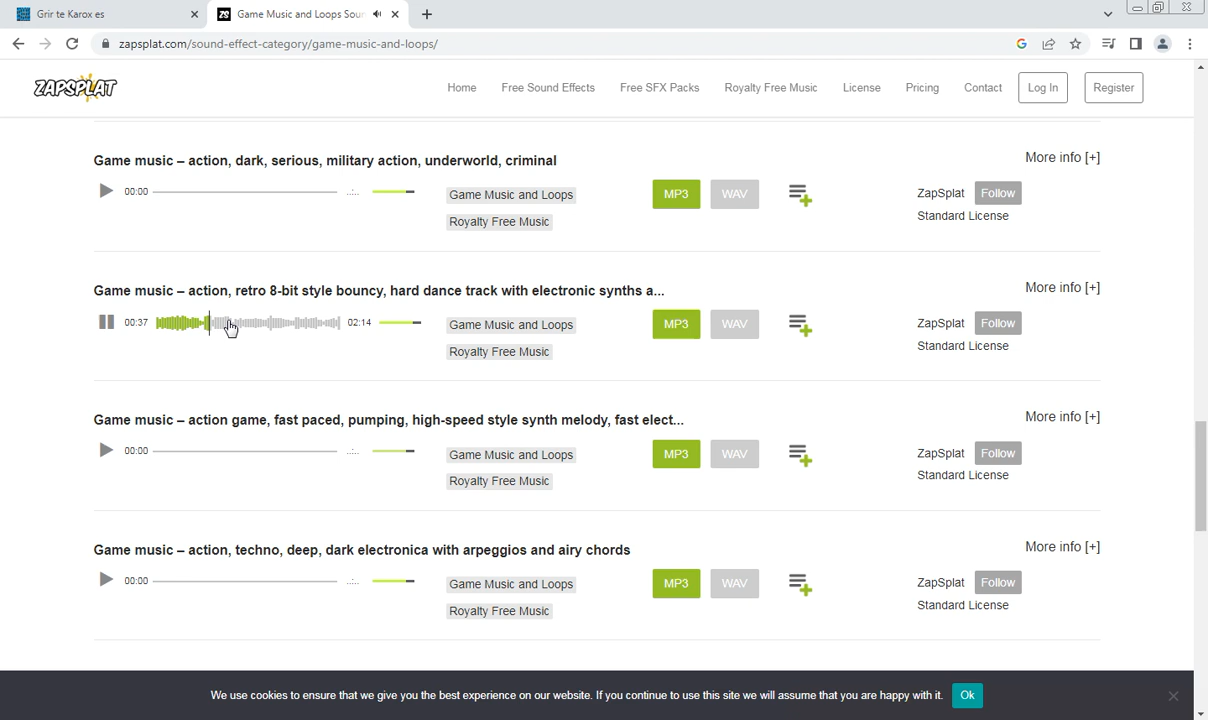 Grir te Karox es
Game Music and Loops Soun
zapsplat.com/sound-effect-category/game-music-and-loops/
ZAPSPLAT
Home Free Sound Effects Free SFX Packs Royalty Free Music License Pricing Contact Log In Register
Game music – action, dark, serious, military action, underworld, criminal
More info [+]
00:00 ..:.. Game Music and Loops MP3 WAV ZapSplat Follow
Royalty Free Music Standard License
Game music – action, retro 8-bit style bouncy, hard dance track with electronic synths a...
More info [+]
00:37 02:14 Game Music and Loops MP3 WAV ZapSplat Follow
Royalty Free Music Standard License
Game music – action game, fast paced, pumping, high-speed style synth melody, fast elect...
More info [+]
00:00 ..:.. Game Music and Loops MP3 WAV ZapSplat Follow
Royalty Free Music Standard License
Game music – action, techno, deep, dark electronica with arpeggios and airy chords
More info [+]
00:00 ..:.. Game Music and Loops MP3 WAV ZapSplat Follow
Royalty Free Music Standard License
We use cookies to ensure that we give you the best experience on our website. If you continue to use this site we will assume that you are happy with it. Ok